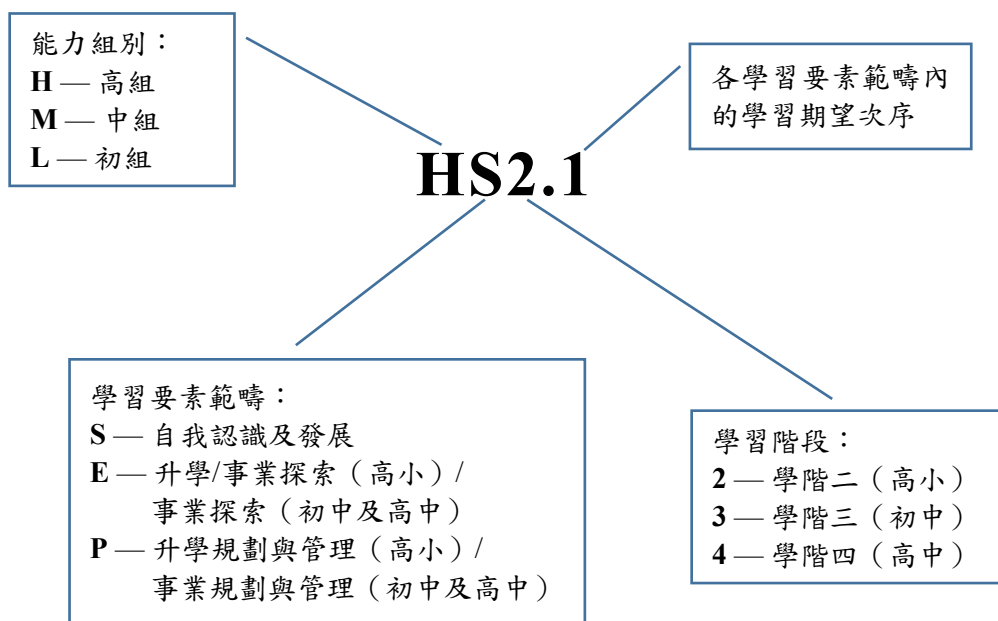 能力組別：
H — 高組
M — 中組
L — 初組
各學習要素範疇內
的學習期望次序
HS2.1
學習要素範疇：
S — 自我認識及發展
E — 升學/事業探索（高小）/
事業探索（初中及高中）
P — 升學規劃與管理（高小）/
事業規劃與管理（初中及高中）
學習階段：
2 — 學階二（高小）
3 — 學階三（初中）
4 — 學階四（高中）